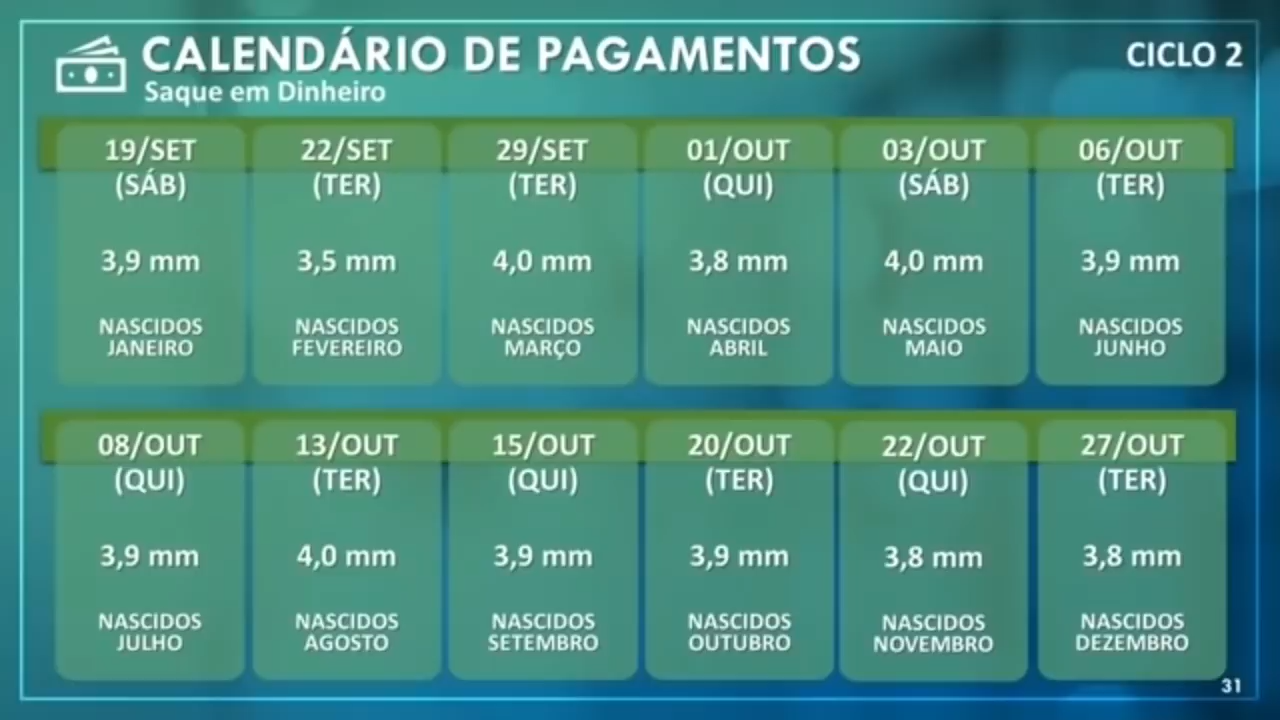 CALENDÁRIO DE PAGAMENTOS
CICLO 2
Saque em Dinheiro
19/SET
(SÁB)
3,9 mm
NASCIDOS
JANEIRO
22/SET
(TER)
3,5 mm
NASCIDOS
FEVEREIRO
29/SET
(TER)
4,0 mm
NASCIDOS
MARÇO
01/OUT
(QUI)
3,8 mm
NASCIDOS
ABRIL
03/OUT
(SÁB)
4,0 mm
NASCIDOS
MAIO
06/OUT
(TER)
3,9 mm
NASCIDOS
JUNHO
08/OUT
(QUI)
3,9 mm
NASCIDOS
JULHO
13/OUT
(TER)
4,0 mm
NASCIDOS
AGOSTO
15/OUT
(QUI)
3,9 mm
NASCIDOS
SETEMBRO
20/OUT
(TER)
3,9 mm
NASCIDOS
OUTUBRO
22/OUT
(QUI)
3,8 mm
NASCIDOS
NOVEMBRO
27/OUT
(TER)
3,8 mm
NASCIDOS
DEZEMBRO
31